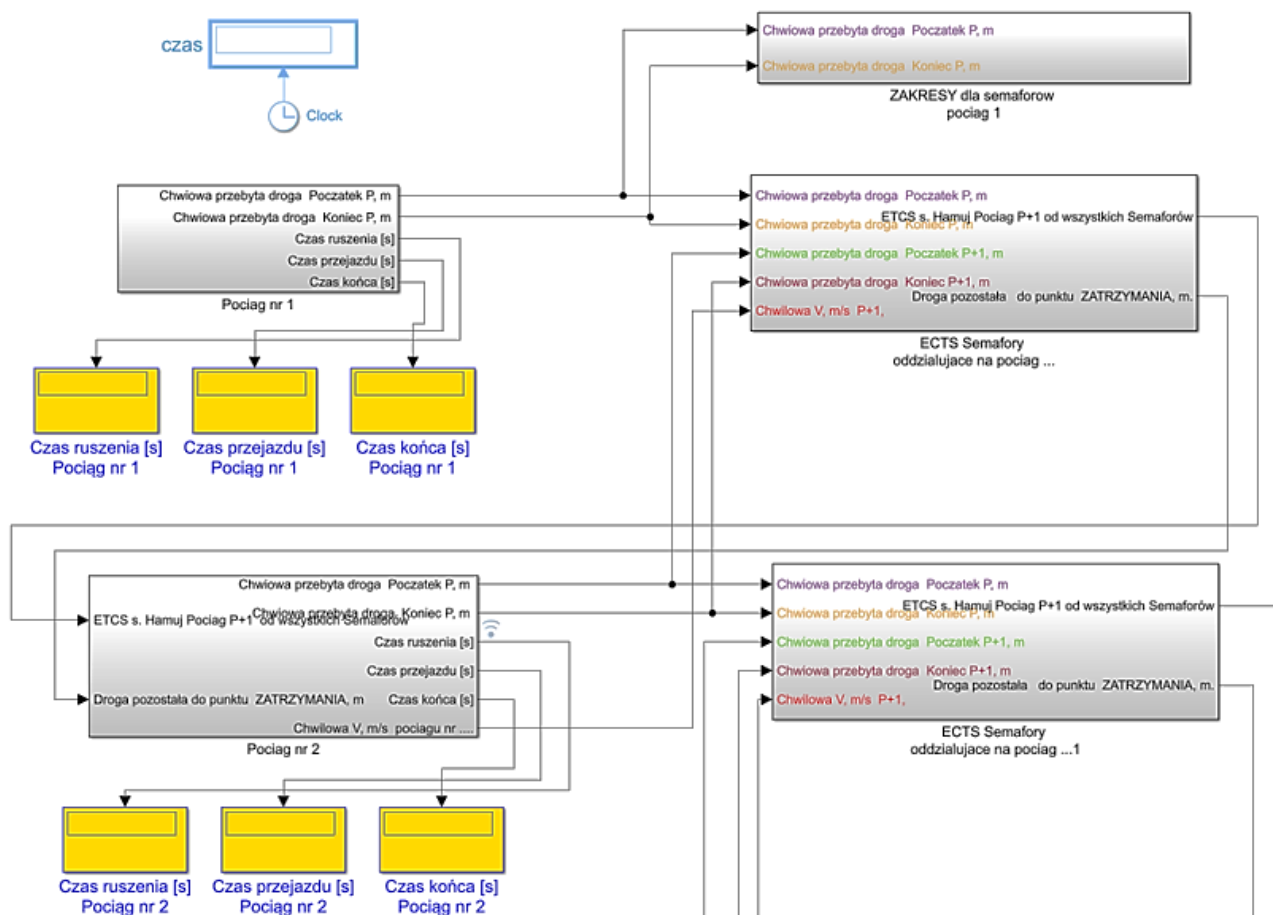 czas
Clock
Chwiowa przebyta droga Poczatek P, m
Chwiowa przebyta droga Koniec P, m
ZAKRESY dla semaforow
pociag 1
Chwiowa przebyta droga Poczatek P, m
Chwiowa przebyta droga Koniec P, m
Czas ruszenia [s]
Czas przejazdu [s]
Czas końca [s]
Pociag nr 1
Chwiowa przebyta droga Poczatek P, m
ETCS s. Hamuj Pociag P+1 od wszystkich Semaforów
Chwiowa przebyta droga Koniec P, m
Chwiowa przebyta droga Poczatek P+1, m
Chwiowa przebyta droga Koniec P+1, m
Droga pozostała do punktu ZATRZYMANIA, m.
Chwilowa V, m/s P+1,
ECTS Semafory
oddzialujace na pociag ...
Czas ruszenia [s]
Pociąg nr 1
Czas przejazdu [s]
Pociąg nr 1
Czas końca [s]
Pociąg nr 1
Chwiowa przebyta droga Poczatek P, m
Chwiowa przebyta droga Koniec P, m
ETCS s. Hamuj Pociag P+1 od wszystkich Semaforów
Czas ruszenia [s]
Czas przejazdu [s]
Droga pozostała do punktu ZATRZYMANIA, m
Czas końca [s]
Chwilowa V, m/s pociagu nr ....
Pociag nr 2
Chwiowa przebyta droga Poczatek P, m
ETCS s. Hamuj Pociag P+1 od wszystkich Semaforów
Chwiowa przebyta droga Koniec P, m
Chwiowa przebyta droga Poczatek P+1, m
Chwiowa przebyta droga Koniec P+1, m
Droga pozostała do punktu ZATRZYMANIA, m.
Chwilowa V, m/s P+1,
ECTS Semafory
oddzialujace na pociag ...1
Czas ruszenia [s]
Pociąg nr 2
Czas przejazdu [s]
Pociąg nr 2
Czas końca [s]
Pociąg nr 2